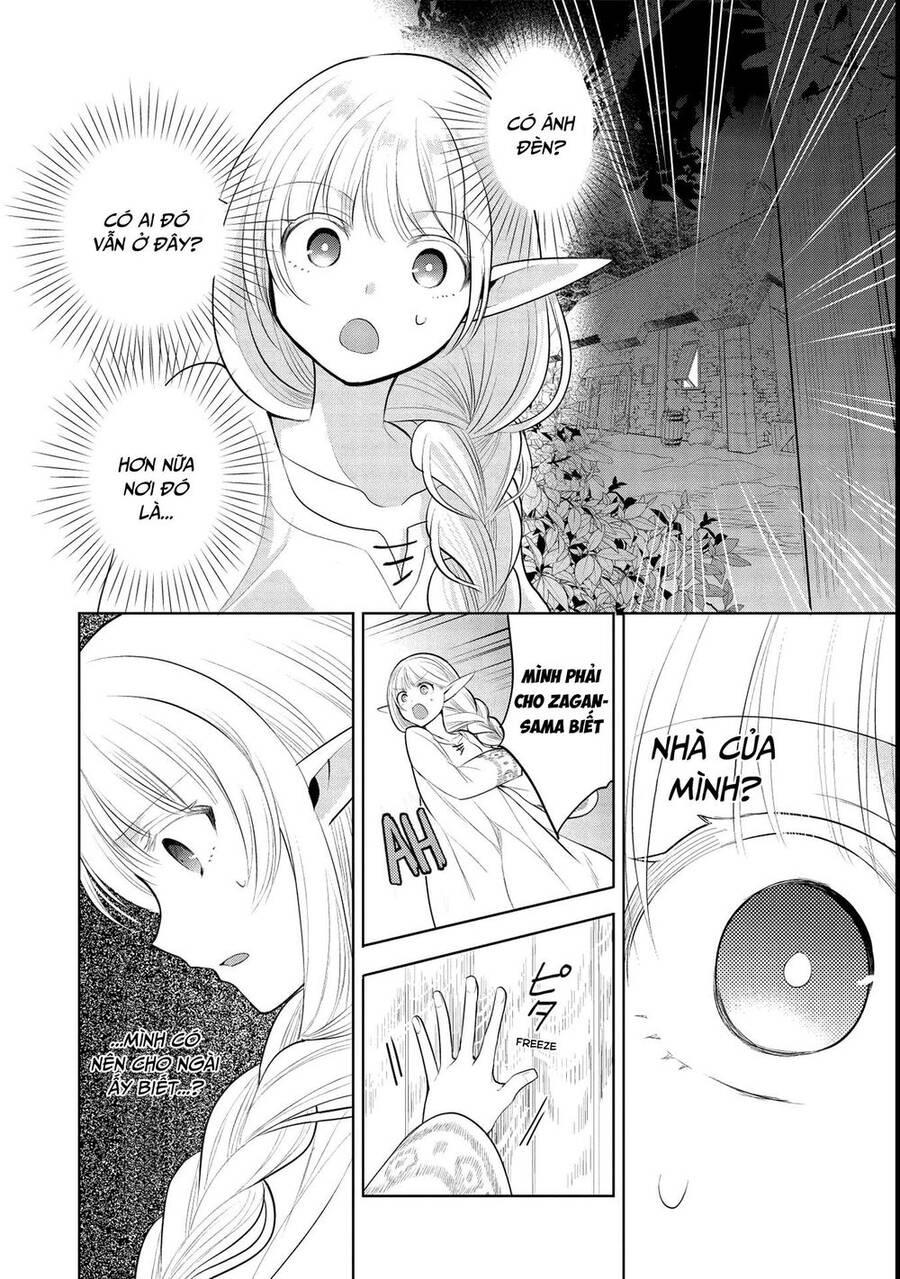 CÓ ÁNH
ĐÈN?
CÓ AI ĐÓ
VẪN Ở ĐÂY?
HƠN NỮA
NƠI ĐÓ
LÀ...
NHÀ CỦA
MÌNH?
MÌNH PHẢI
CHO ZAGAN-
SAMA BIẾT
AH
ピタ
FREEZE
...MÌNH CÓ
NÊN CHO NGÀI
ẤY BIẾT...?